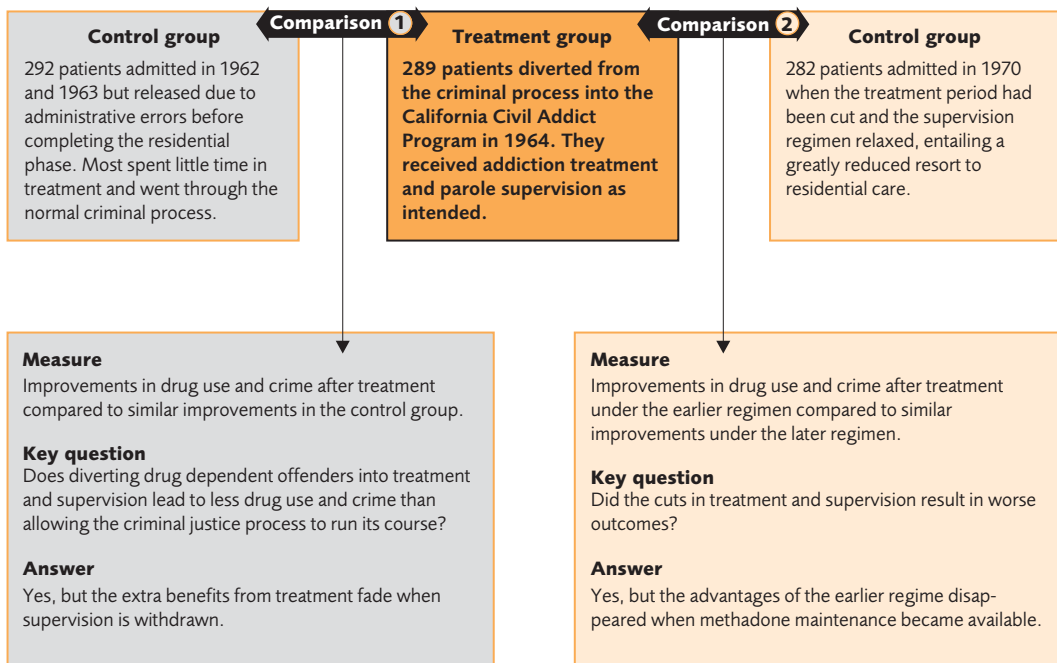 Comparison 1
Comparison 2
Control group
292 patients admitted in 1962
and 1963 but released due to
administrative errors before
completing the residential
phase. Most spent little time in
treatment and went through the
normal criminal process.
Treatment group
289 patients diverted from
the criminal process into the
California Civil Addict
Program in 1964. They
received addiction treatment
and parole supervision as
intended.
Control group
282 patients admitted in 1970
when the treatment period had
been cut and the supervision
regimen relaxed, entailing a
greatly reduced resort to
residential care.
Measure
Improvements in drug use and crime after treatment
compared to similar improvements in the control group.
Key question
Does diverting drug dependent offenders into treatment
and supervision lead to less drug use and crime than
allowing the criminal justice process to run its course?
Answer
Yes, but the extra benefits from treatment fade when
supervision is withdrawn.
Measure
Improvements in drug use and crime after treatment
under the earlier regimen compared to similar
improvements under the later regimen.
Key question
Did the cuts in treatment and supervision result in worse
outcomes?
Answer
Yes, but the advantages of the earlier regime disap-
peared when methadone maintenance became available.